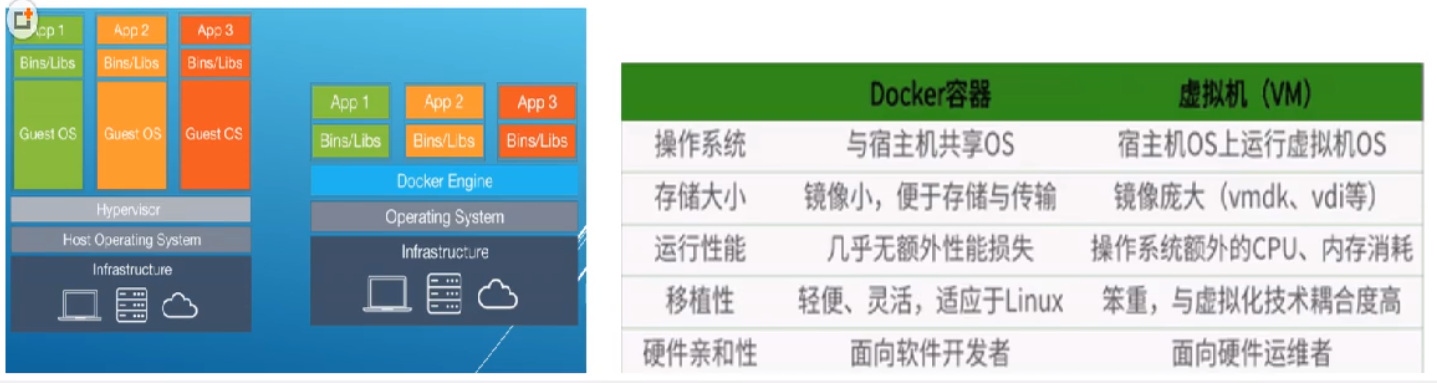 App 1 App 2 App 3
Bins/Libs Bins/Libs Bins/Libs
Guest OS Guest OS Guest OS
Hypervisor
Host Operating System
Infrastructure
App 1 App 2 App 3
Bins/Libs Bins/Libs Bins/Libs
Docker Engine
Operating System
Infrastructure
Docker容器 虚拟机（VM）
操作系统 与宿主机共享OS 宿主机OS上运行虚拟机OS
存储大小 镜像小，便于存储与传输 镜像庞大（vmdk、vdi等）
运行性能 几乎无额外性能损失 操作系统额外的CPU、内存消耗
移植性 轻便、灵活，适应于Linux 笨重，与虚拟化技术耦合度高
硬件亲和性 面向软件开发者 面向硬件运维者